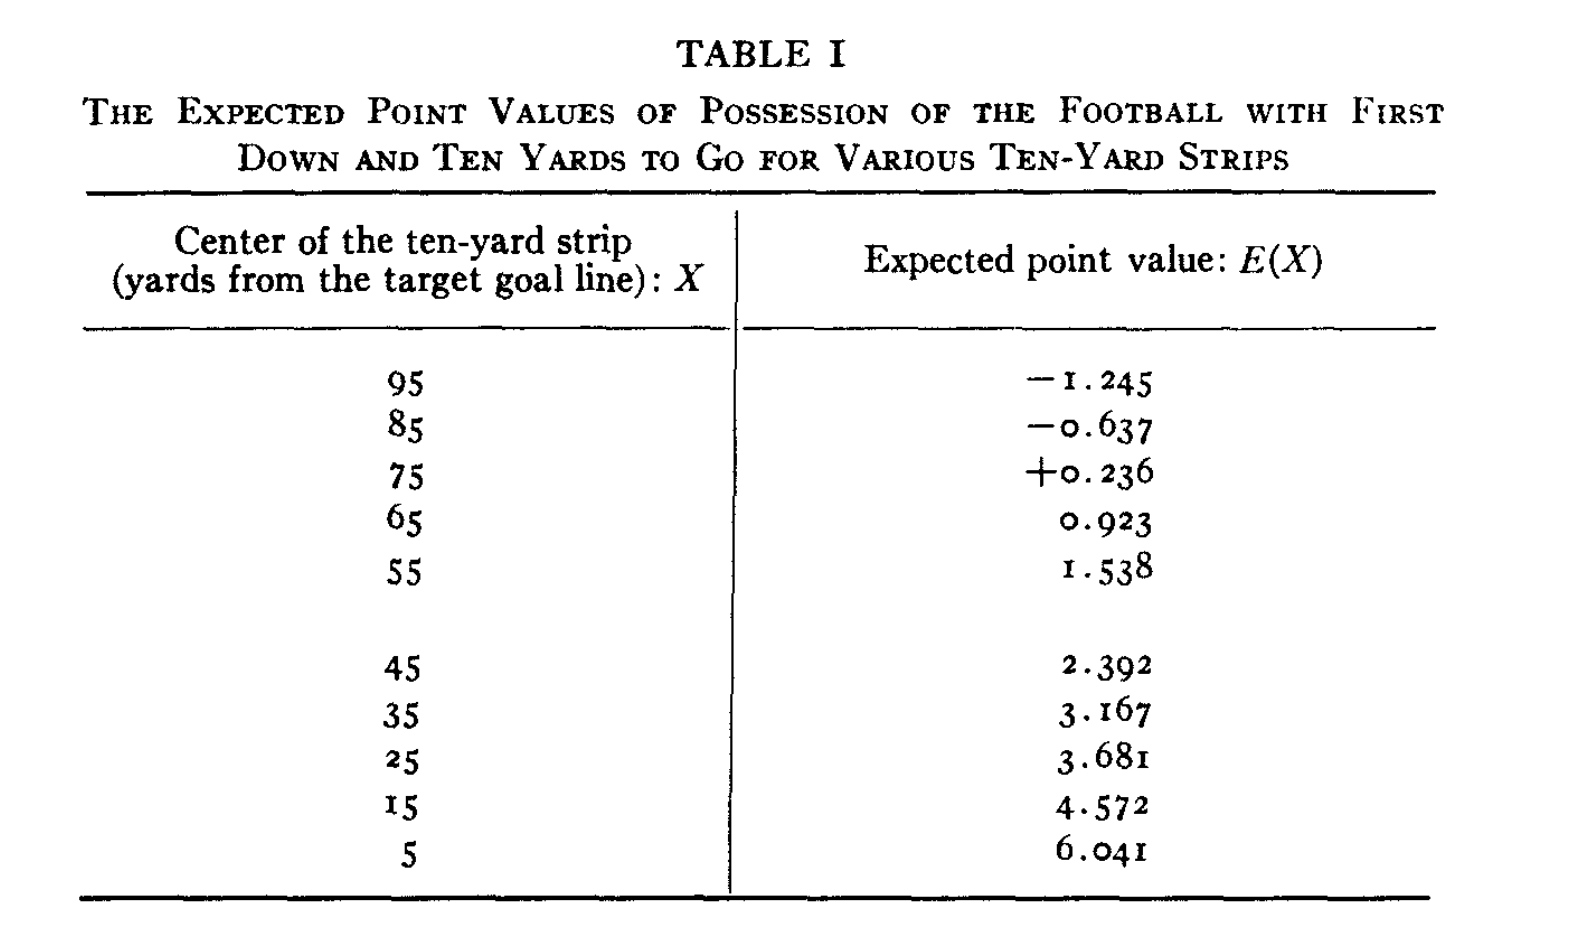 TABLE I
THE EXPECTED POINT VALUES OF POSSESSION OF THE FOOTBALL WITH FIRST
DOWN AND TEN YARDS TO GO FOR VARIOUS TEN-YARD STRIPS
Center of the ten-yard strip
(yards from the target goal line): X
Expected point value: E(X)
95 −1.245
85 −0.637
75 +0.236
65 0.923
55 1.538
45 2.392
35 3.167
25 3.681
15 4.572
5 6.041